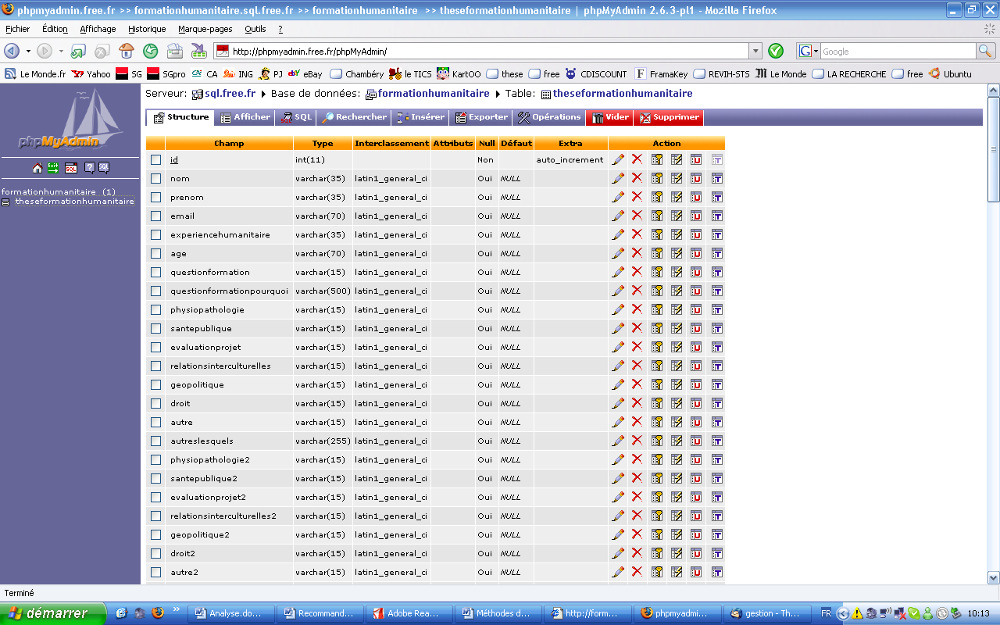 phpmyadmin.free.fr >> formationhumanitaire.sql.free.fr >> formationhumanitaire >> theseformationhumanitaire | phpMyAdmin 2.6.3-pl1 - Mozilla Firefox
Fichier Édition Affichage Historique Marque-pages Outils ?
http://phpmyadmin.free.fr/phpMyAdmin/ G Google
Le Monde.fr Yahoo SG SGpro CA ING PJ eBay Chambéry le TICS KartOO these free CDISCOUNT FramaKey REVIH-STS Le Monde LA RECHERCHE free Ubuntu
phpMyAdmin
Exit SQL ? SQL
formationhumanitaire (1)
theseformationhumanitaire
Serveur: sql.free.fr Base de données: formationhumanitaire Table: theseformationhumanitaire
Structure Afficher SQL Rechercher Insérer Exporter Opérations Vider Supprimer
Champ Type Interclassement Attributs Null Défaut Extra Action
id int(11) Non auto_increment
nom varchar(35) latin1_general_ci Oui NULL
prenom varchar(35) latin1_general_ci Oui NULL
email varchar(70) latin1_general_ci Oui NULL
experiencehumanitaire varchar(35) latin1_general_ci Oui NULL
age varchar(70) latin1_general_ci Oui NULL
questionformation varchar(15) latin1_general_ci Oui NULL
questionformationpourquoi varchar(500) latin1_general_ci Oui NULL
physiopathologie varchar(15) latin1_general_ci Oui NULL
santepublique varchar(15) latin1_general_ci Oui NULL
evaluationprojet varchar(15) latin1_general_ci Oui NULL
relationsinterculturelles varchar(15) latin1_general_ci Oui NULL
geopolitique varchar(15) latin1_general_ci Oui NULL
droit varchar(15) latin1_general_ci Oui NULL
autre varchar(15) latin1_general_ci Oui NULL
autreslesquels varchar(255) latin1_general_ci Oui NULL
physiopathologie2 varchar(15) latin1_general_ci Oui NULL
santepublique2 varchar(15) latin1_general_ci Oui NULL
evaluationprojet2 varchar(15) latin1_general_ci Oui NULL
relationsinterculturelles2 varchar(15) latin1_general_ci Oui NULL
geopolitique2 varchar(15) latin1_general_ci Oui NULL
droit2 varchar(15) latin1_general_ci Oui NULL
autre2 varchar(15) latin1_general_ci Oui NULL
Terminé
démarrer » Analyse.do... Recommand... Adobe Rea... Méthodes d... http://form... phpmyadmi... gestion - Th... FR 10:13